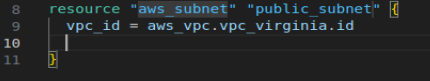 8 resource "aws_subnet" "public_subnet" {
9 vpc_id = aws_vpc.vpc_virginia.id
10
11 }